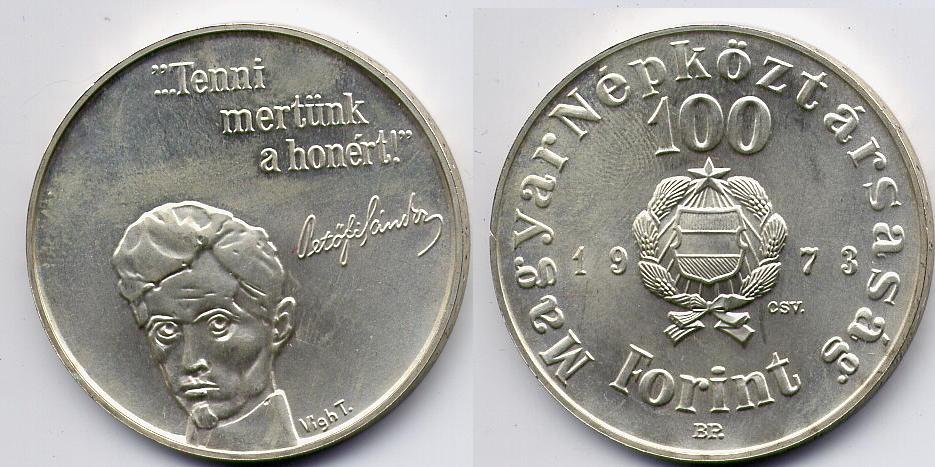 "...Tenni
mertünk
a honért!"
Petőfi Sándor
Vigh T.
Magyar Népköztársaság
100
1973
CSV.
Forint
BP.